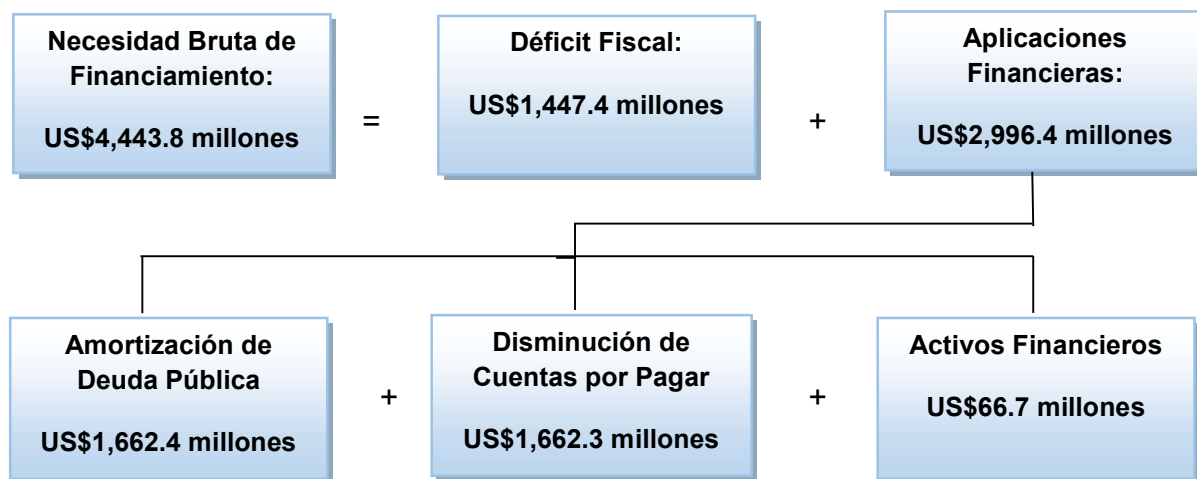 Necesidad Bruta de
Financiamiento:
US$4,443.8 millones
=
Déficit Fiscal:
US$1,447.4 millones
+
Aplicaciones
Financieras:
US$2,996.4 millones
Amortización de
Deuda Pública
US$1,662.4 millones
+
Disminución de
Cuentas por Pagar
US$1,662.3 millones
+
Activos Financieros
US$66.7 millones